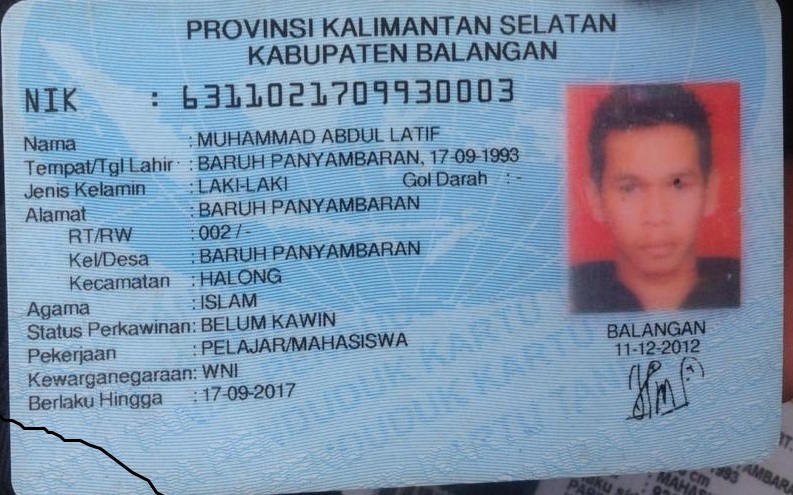 PROVINSI KALIMANTAN SELATAN
KABUPATEN BALANGAN
NIK : 6311021709930003
Nama : MUHAMMAD ABDUL LATIF
Tempat/Tgl Lahir : BARUH PANYAMBARAN, 17-09-1993
Jenis Kelamin : LAKI-LAKI Gol Darah : -
Alamat : BARUH PANYAMBARAN
RT/RW : 002 / -
Kel/Desa : BARUH PANYAMBARAN
Kecamatan : HALONG
Agama : ISLAM
Status Perkawinan: BELUM KAWIN
Pekerjaan : PELAJAR/MAHASISWA
Kewarganegaraan: WNI
Berlaku Hingga : 17-09-2017
BALANGAN
11-12-2012
1993
cm